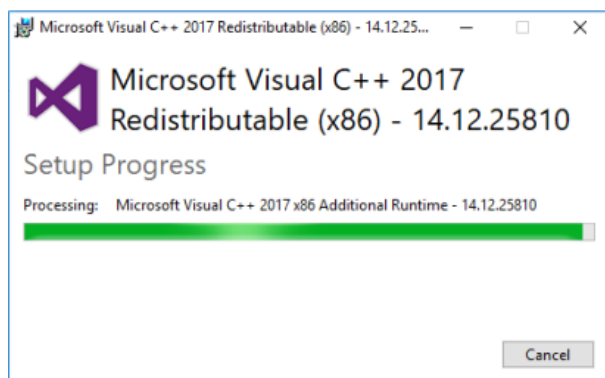 Microsoft Visual C++ 2017 Redistributable (x86) - 14.12.25...
Microsoft Visual C++ 2017
Redistributable (x86) - 14.12.25810
Setup Progress
Processing: Microsoft Visual C++ 2017 x86 Additional Runtime - 14.12.25810
Cancel